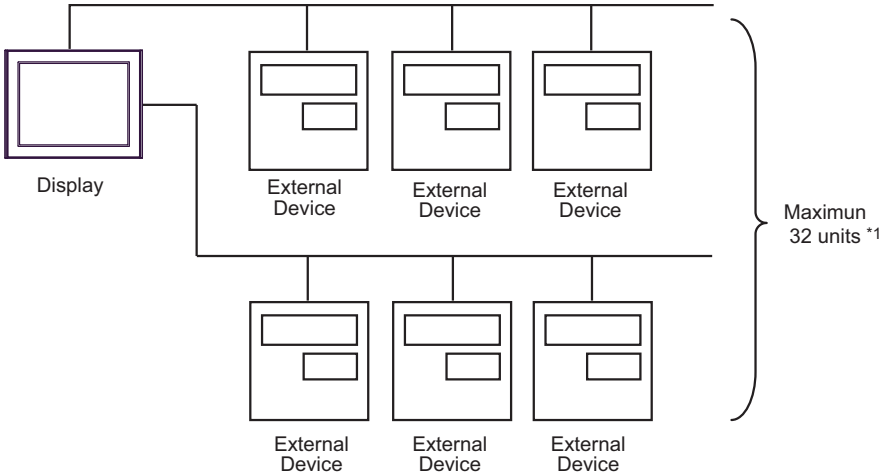 Display
External
Device
External
Device
External
Device
Maximun
32 units *1
External
Device
External
Device
External
Device